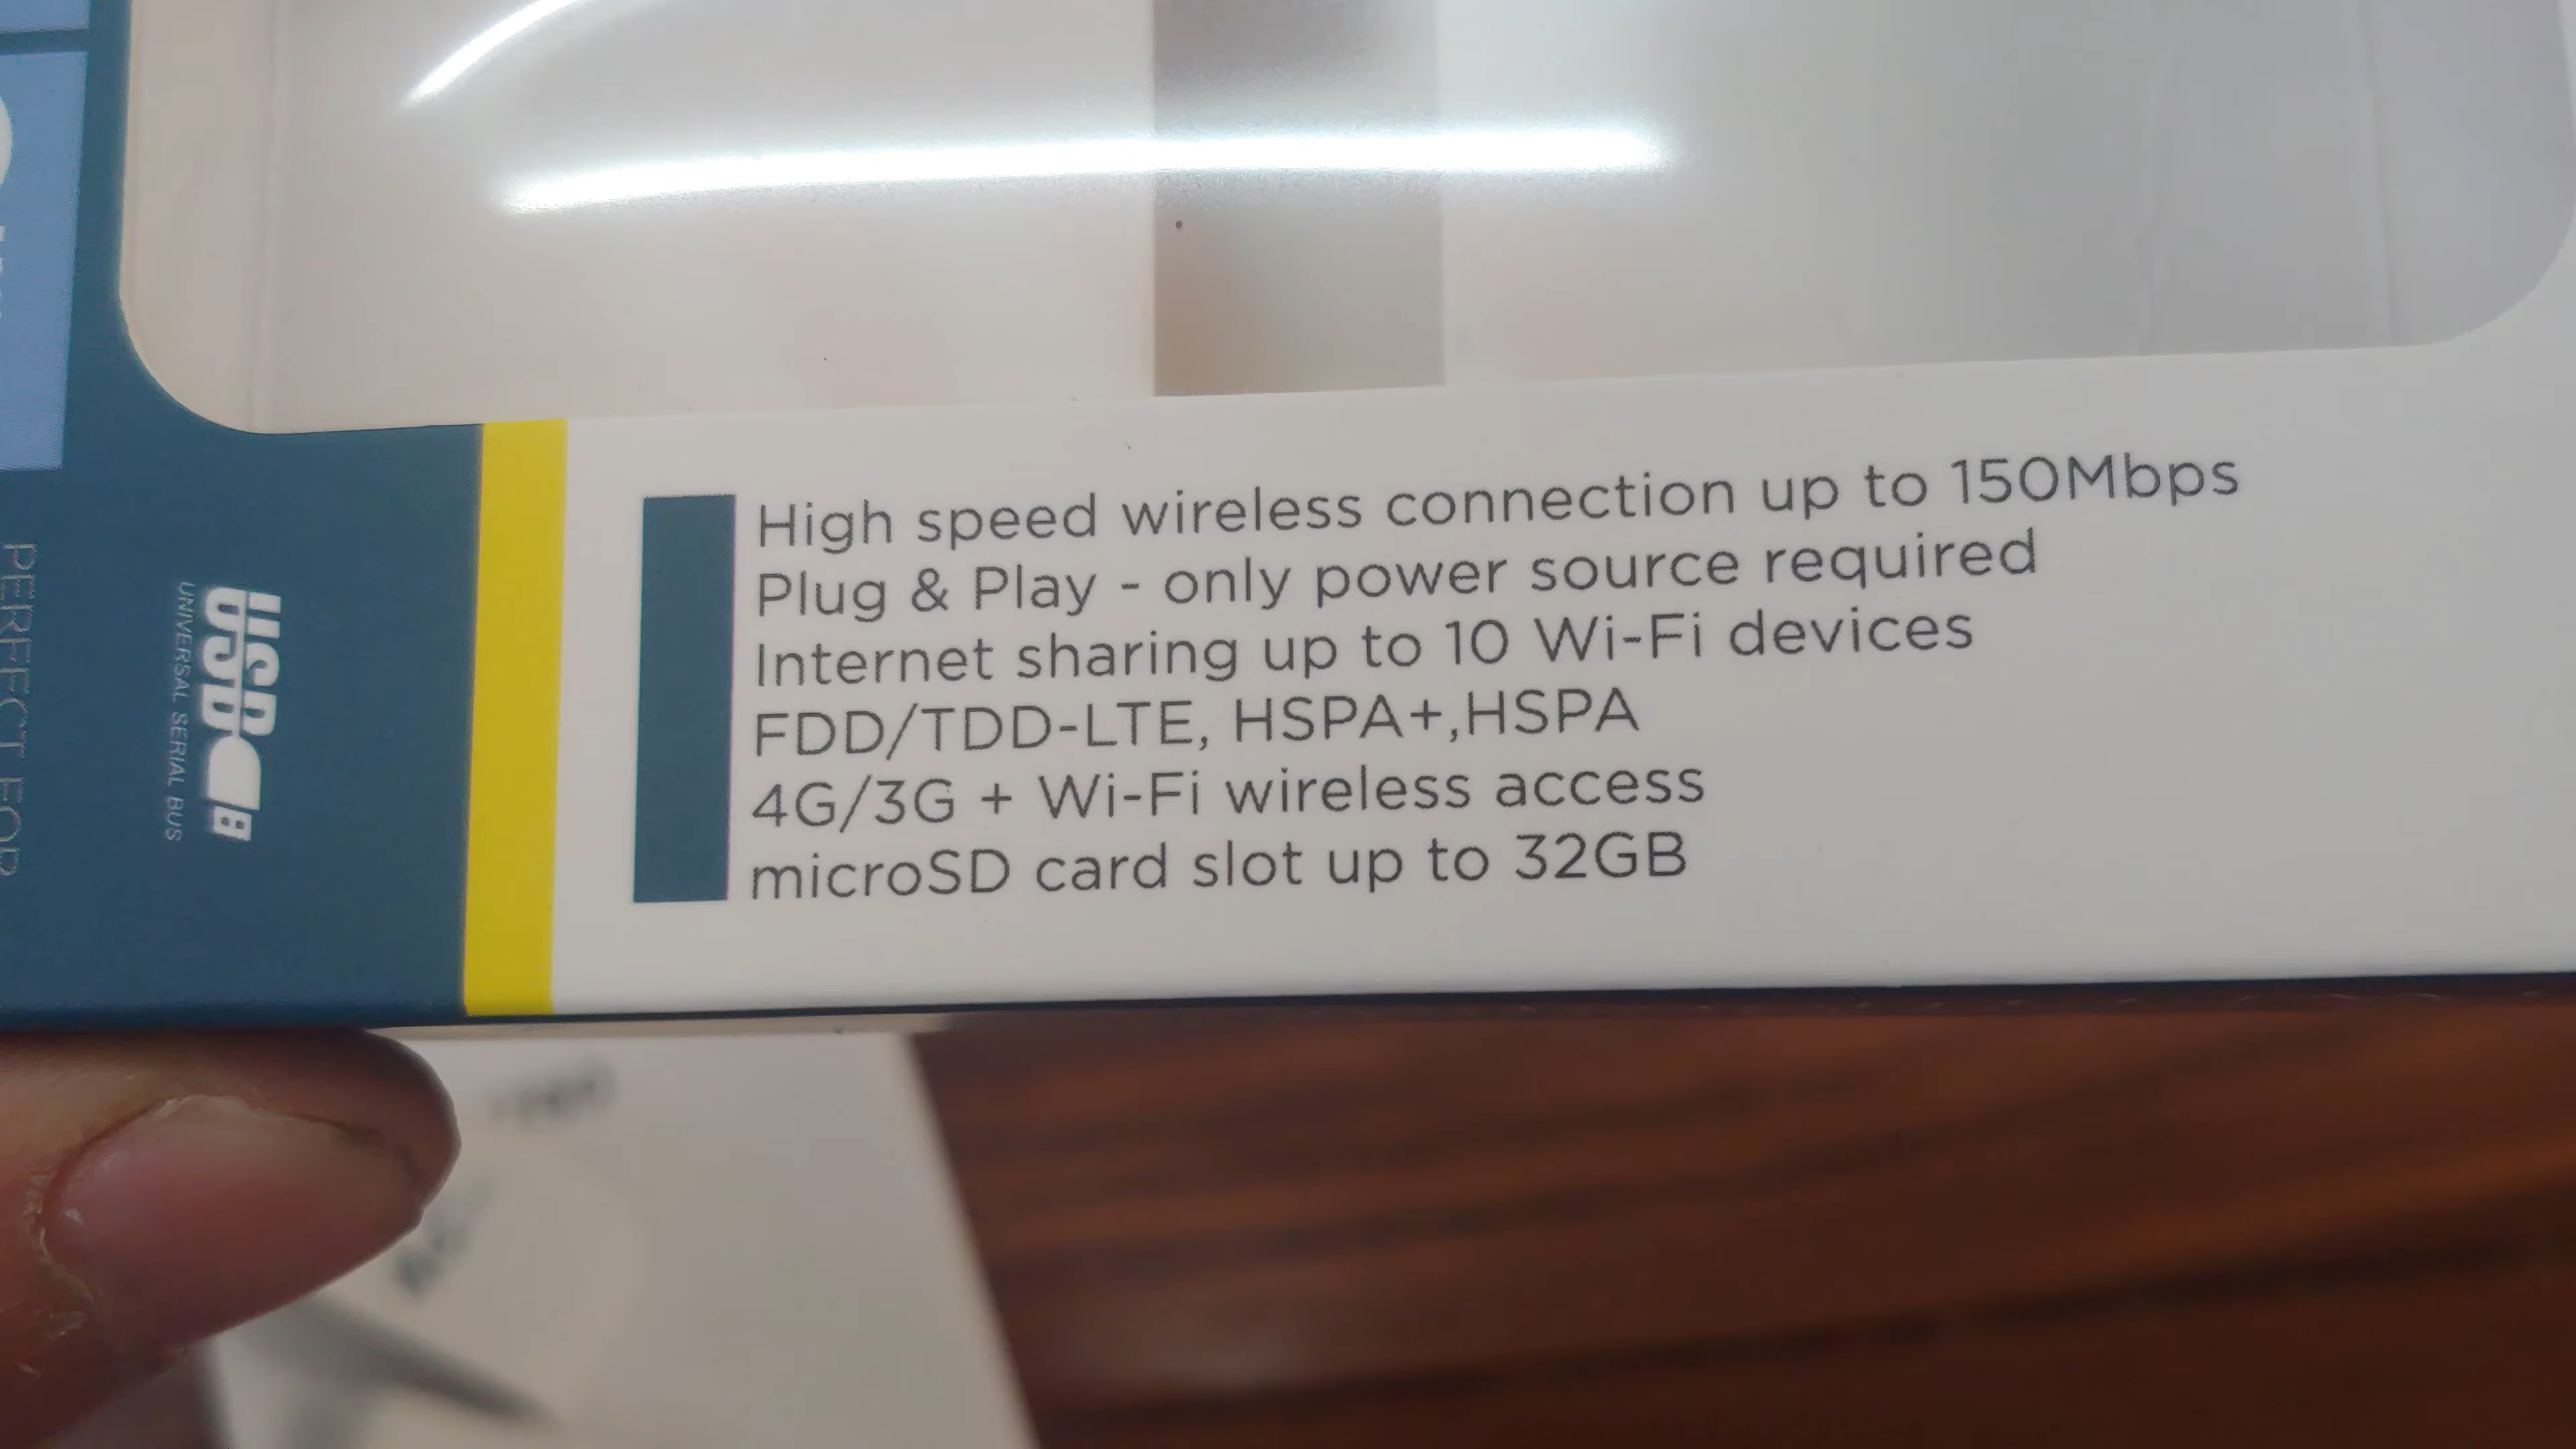 High speed wireless connection up to 150Mbps
Plug & Play - only power source required
Internet sharing up to 10 Wi-Fi devices
FDD/TDD-LTE, HSPA+,HSPA
4G/3G + Wi-Fi wireless access
microSD card slot up to 32GB
USB
UNIVERSAL SERIAL BUS
PERFECT FOR